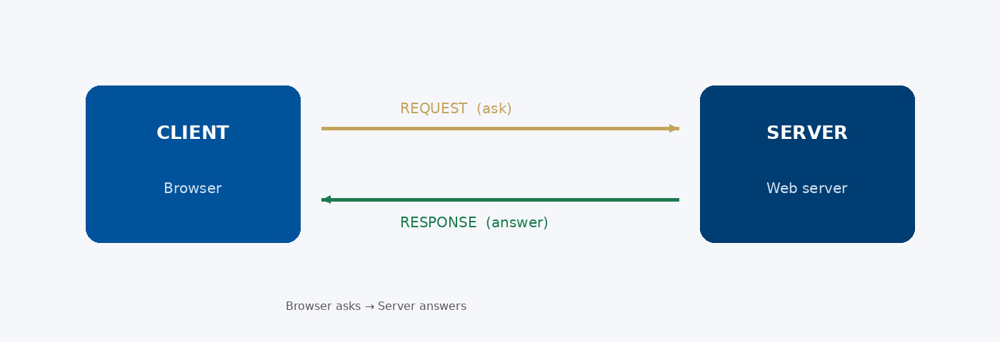 REQUEST  (ask)
CLIENT
SERVER
Browser
Web server
RESPONSE  (answer)
Browser asks → Server answers